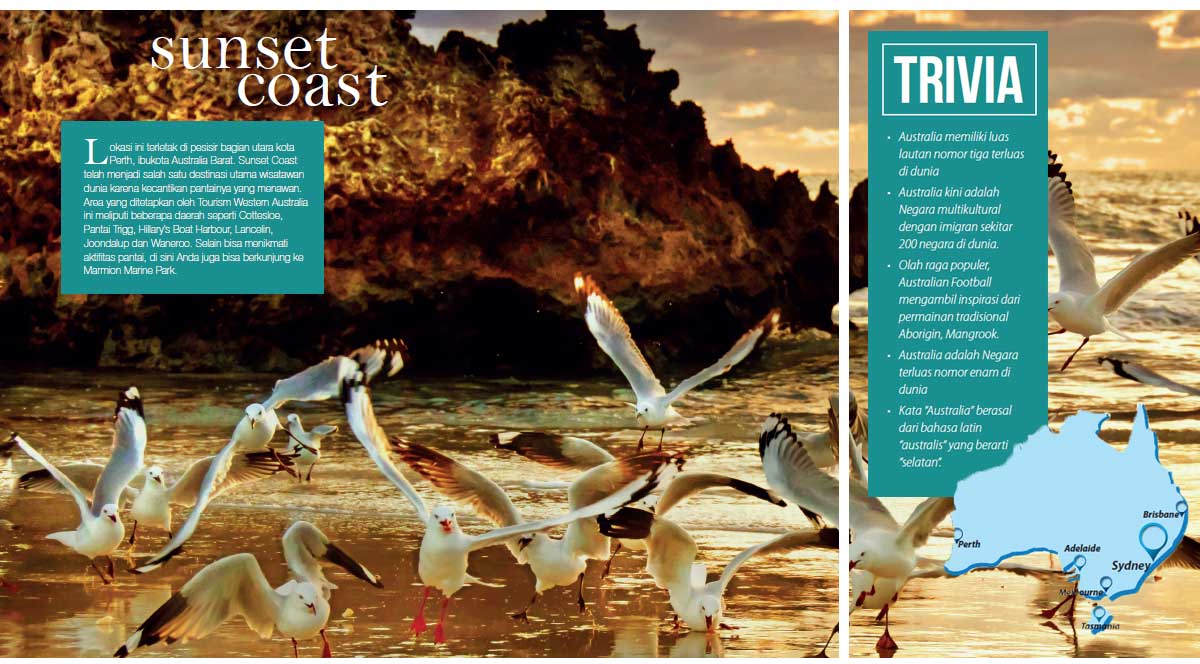 sunset
coast
Lokasi ini terletak di pesisir bagian utara kota
Perth, ibukota Australia Barat. Sunset Coast
telah menjadi salah satu destinasi utama wisatawan
dunia karena kecantikan pantainya yang menawan.
Area yang ditetapkan oleh Tourism Western Australia
ini meliputi beberapa daerah seperti Cottesloe,
Pantai Trigg, Hillary's Boat Harbour, Lancelin,
Joondalup dan Waneroo. Selain bisa menikmati
aktifitas pantai, di sini Anda juga bisa berkunjung ke
Marmion Marine Park.
TRIVIA
• Australia memiliki luas
lautan nomor tiga terluas
di dunia
• Australia kini adalah
Negara multikultural
dengan imigran sekitar
200 negara di dunia.
• Olah raga populer,
Australian Football
mengambil inspirasi dari
permainan tradisional
Aborigin, Mangrook.
• Australia adalah Negara
terluas nomor enam di
dunia
• Kata "Australia" berasal
dari bahasa latin
"australis" yang berarti
"selatan".
Brisbane
Perth
Adelaide
Sydney
Melbourne
Tasmania